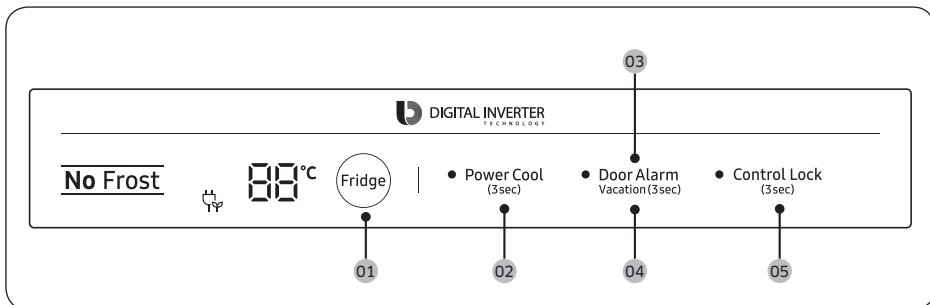 03
DIGITAL INVERTER
TECHNOLOGY
No Frost
88°C
Fridge
Power Cool
(3sec)
Door Alarm
Vacation(3sec)
Control Lock
(3sec)
01
02
04
05